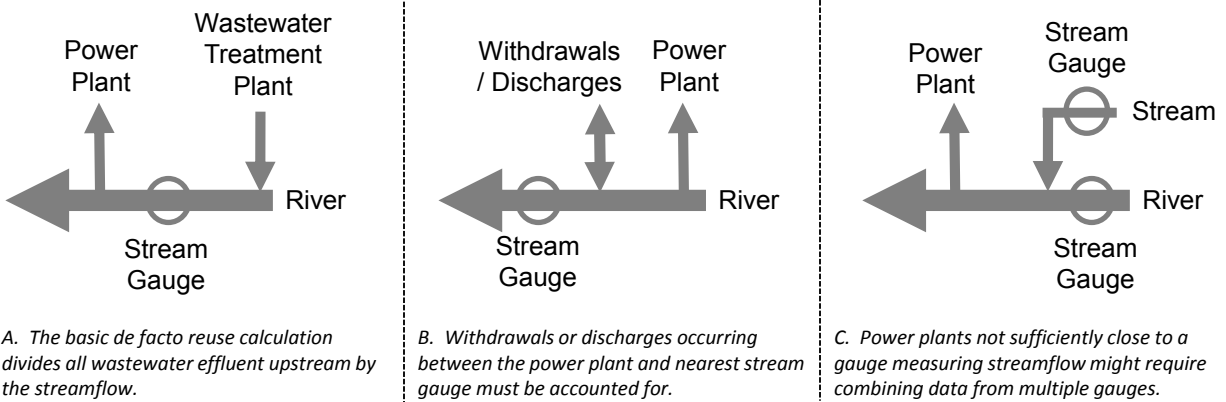 Power
Plant
Wastewater
Treatment
Plant
River
Stream
Gauge
A. The basic de facto reuse calculation
divides all wastewater effluent upstream by
the streamflow.
Withdrawals
/ Discharges
Power
Plant
River
Stream
Gauge
B. Withdrawals or discharges occurring
between the power plant and nearest stream
gauge must be accounted for.
Power
Plant
Stream
Gauge
Stream
River
Stream
Gauge
C. Power plants not sufficiently close to a
gauge measuring streamflow might require
combining data from multiple gauges.